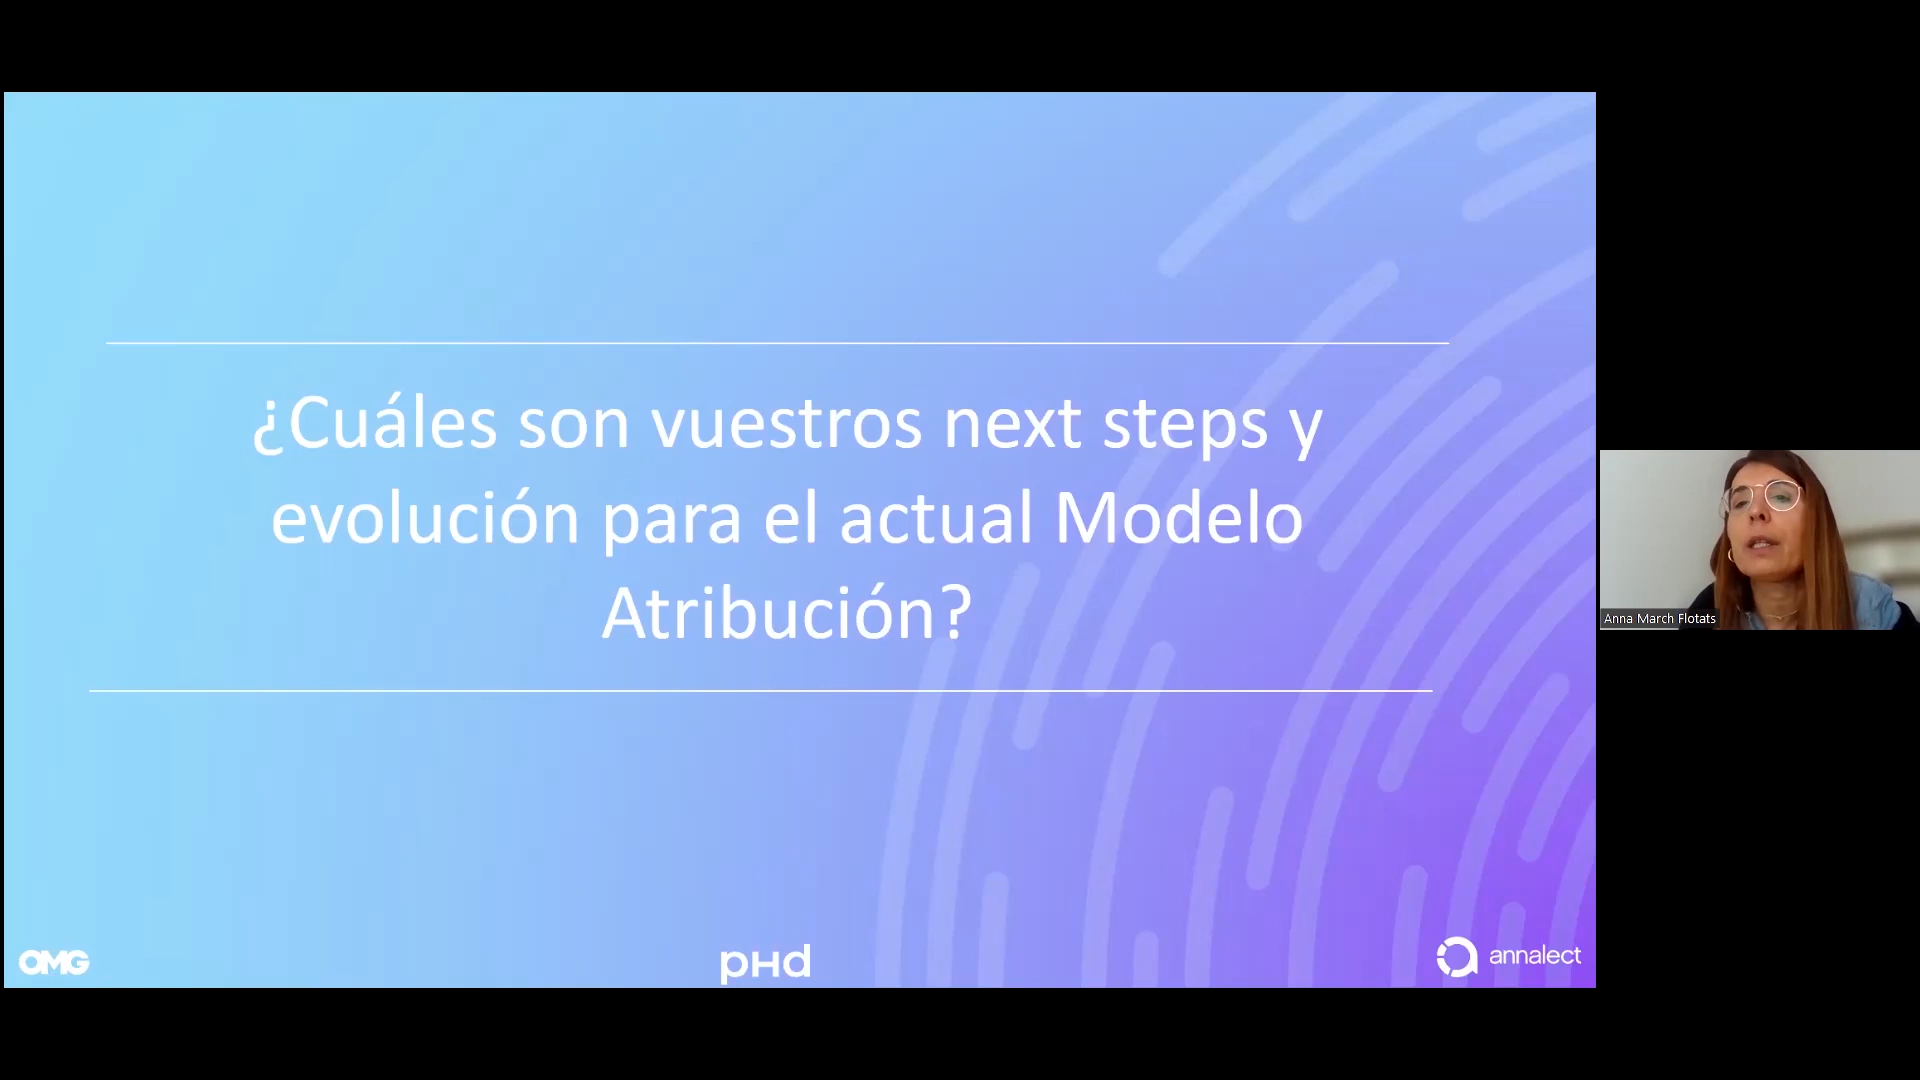 ¿Cuáles son vuestros next steps y
evolución para el actual Modelo
Atribución?
Anna March Flotats
OMG
pHd
annalect